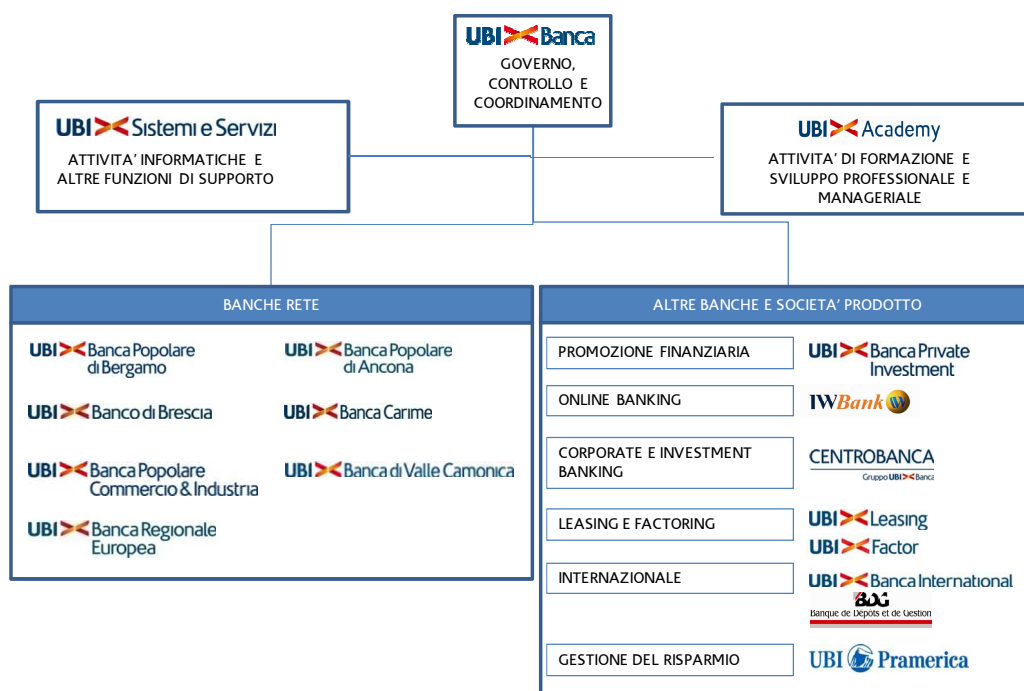 UBI Banca
GOVERNO,
CONTROLLO E
COORDINAMENTO
UBI Sistemi e Servizi
ATTIVITA' INFORMATICHE E
ALTRE FUNZIONI DI SUPPORTO
UBI Academy
ATTIVITA' DI FORMAZIONE E
SVILUPPO PROFESSIONALE E
MANAGERIALE
BANCHE RETE
UBI Banca Popolare
di Bergamo
UBI Banca Popolare
di Ancona
UBI Banco di Brescia
UBI Banca Carime
UBI Banca Popolare
Commercio & Industria
UBI Banca di Valle Camonica
UBI Banca Regionale
Europea
ALTRE BANCHE E SOCIETA' PRODOTTO
PROMOZIONE FINANZIARIA
UBI Banca Private
Investment
ONLINE BANKING
IWBank
CORPORATE E INVESTMENT
BANKING
CENTROBANCA
Gruppo UBI Banca
LEASING E FACTORING
UBI Leasing
UBI Factor
INTERNAZIONALE
UBI Banca International
BDG
Banque de Dépôts et de Gestion
GESTIONE DEL RISPARMIO
UBI Pramerica